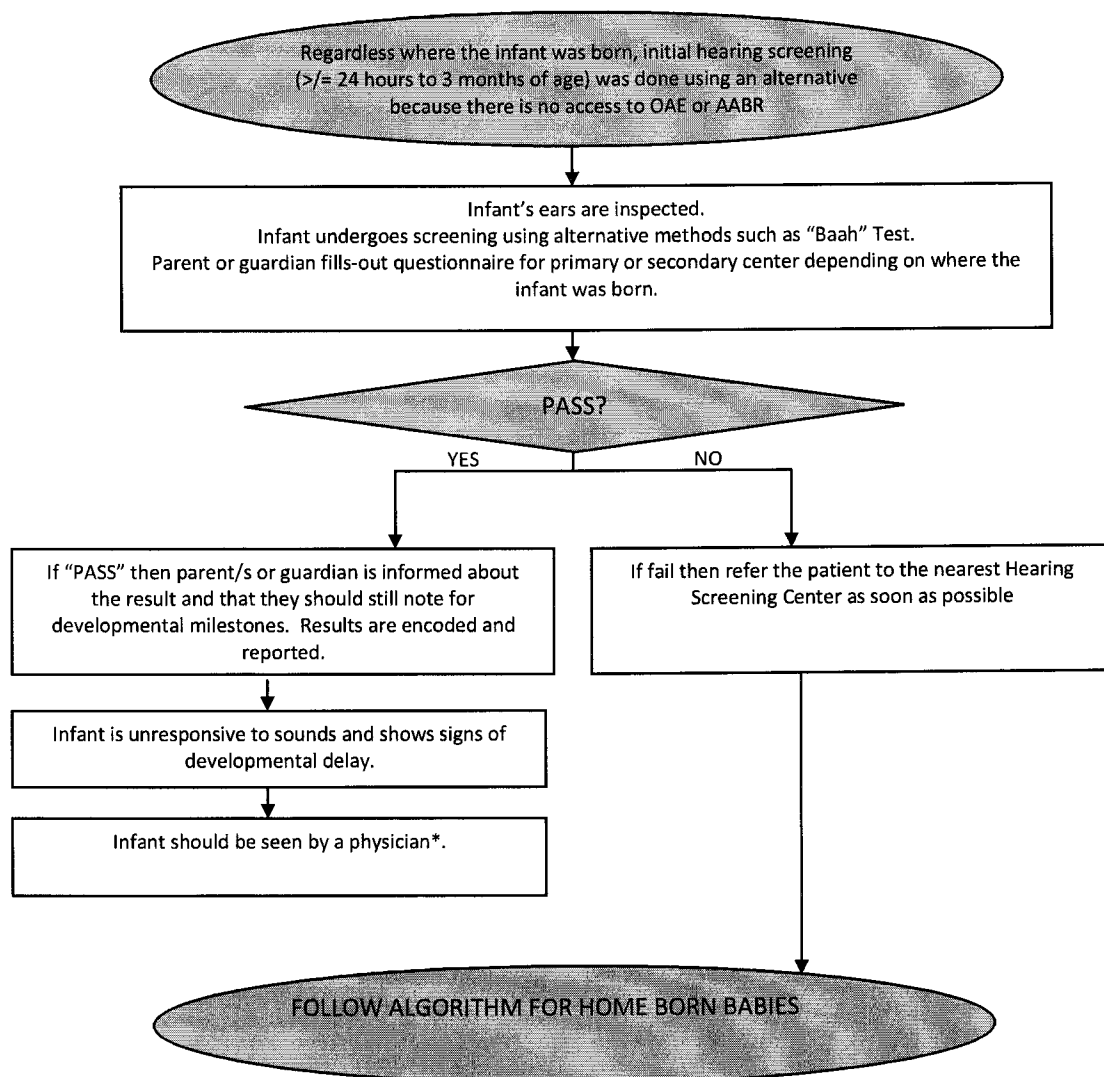 Regardless where the infant was born, initial hearing screening
(>/= 24 hours to 3 months of age) was done using an alternative
because there is no access to OAE or AABR
Infant's ears are inspected.
Infant undergoes screening using alternative methods such as "Baah" Test.
Parent or guardian fills-out questionnaire for primary or secondary center depending on where the
infant was born.
PASS?
YES
NO
If "PASS" then parent/s or guardian is informed about
the result and that they should still note for
developmental milestones. Results are encoded and
reported.
If fail then refer the patient to the nearest Hearing
Screening Center as soon as possible
Infant is unresponsive to sounds and shows signs of
developmental delay.
Infant should be seen by a physician*.
FOLLOW ALGORITHM FOR HOME BORN BABIES